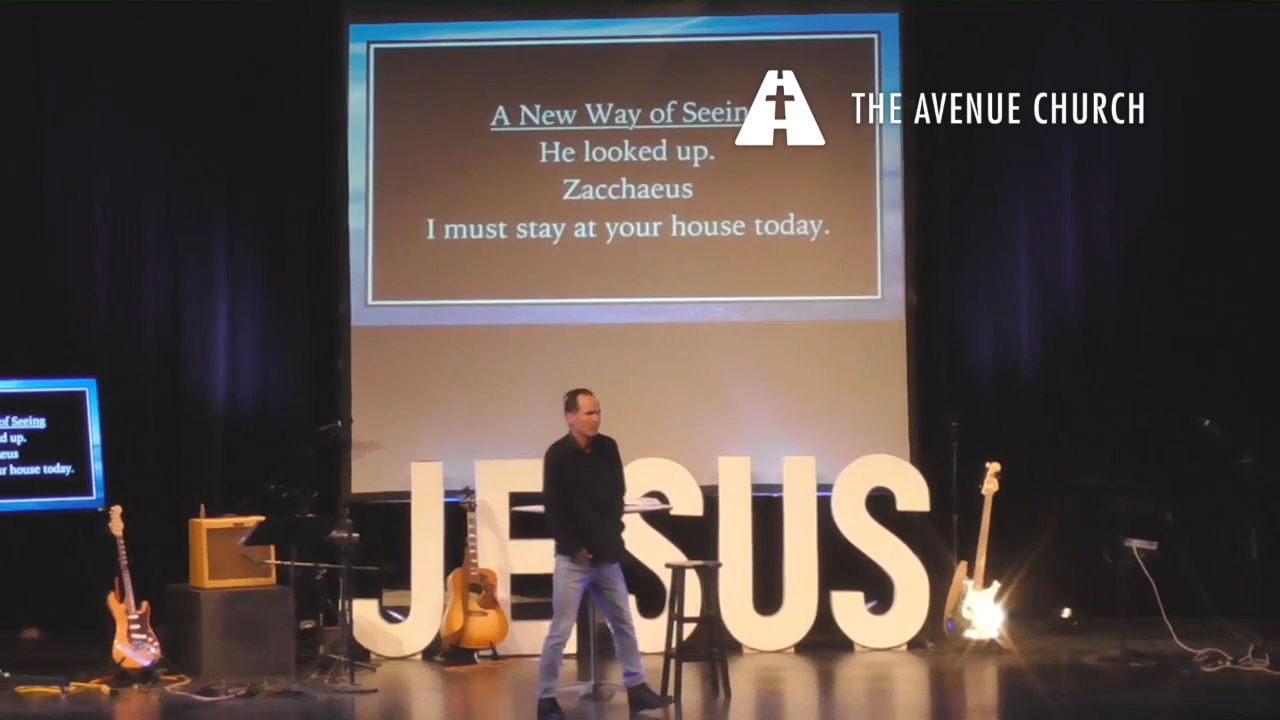 A New Way of Seein
He looked up.
Zacchaeus
I must stay at your house today.
THE AVENUE CHURCH
of Seeing
d up.
eus
r house today.
JESUS